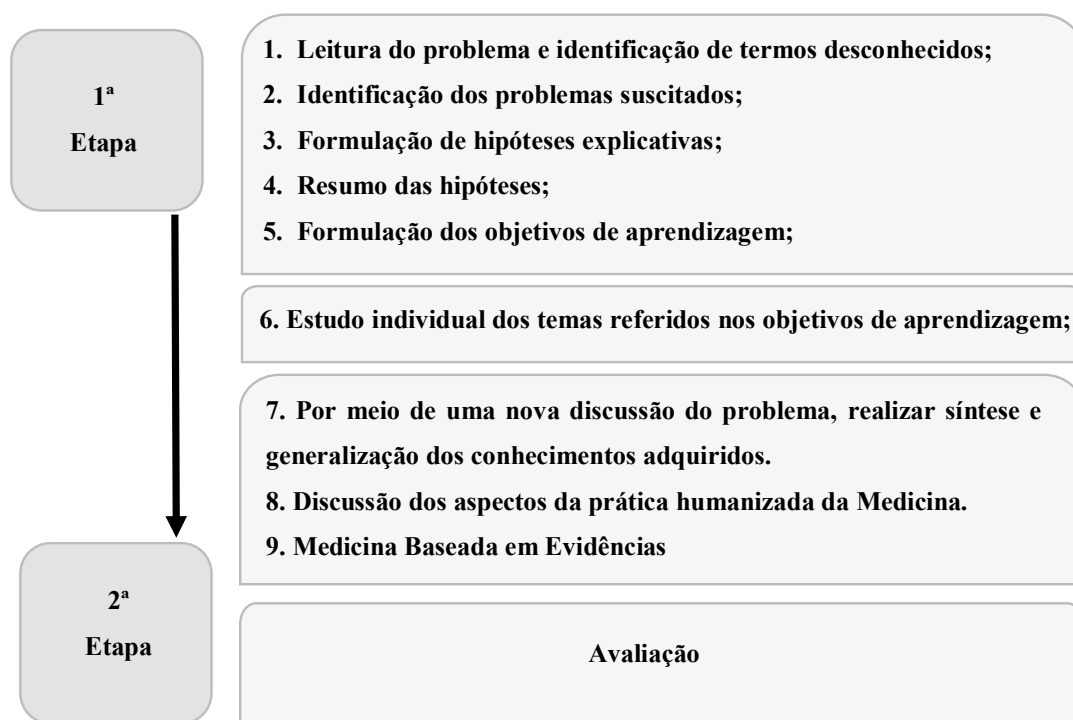 1ª
Etapa
1. Leitura do problema e identificação de termos desconhecidos;
2. Identificação dos problemas suscitados;
3. Formulação de hipóteses explicativas;
4. Resumo das hipóteses;
5. Formulação dos objetivos de aprendizagem;
6. Estudo individual dos temas referidos nos objetivos de aprendizagem;
7. Por meio de uma nova discussão do problema, realizar síntese e
generalização dos conhecimentos adquiridos.
8. Discussão dos aspectos da prática humanizada da Medicina.
9. Medicina Baseada em Evidências
2ª
Etapa
Avaliação